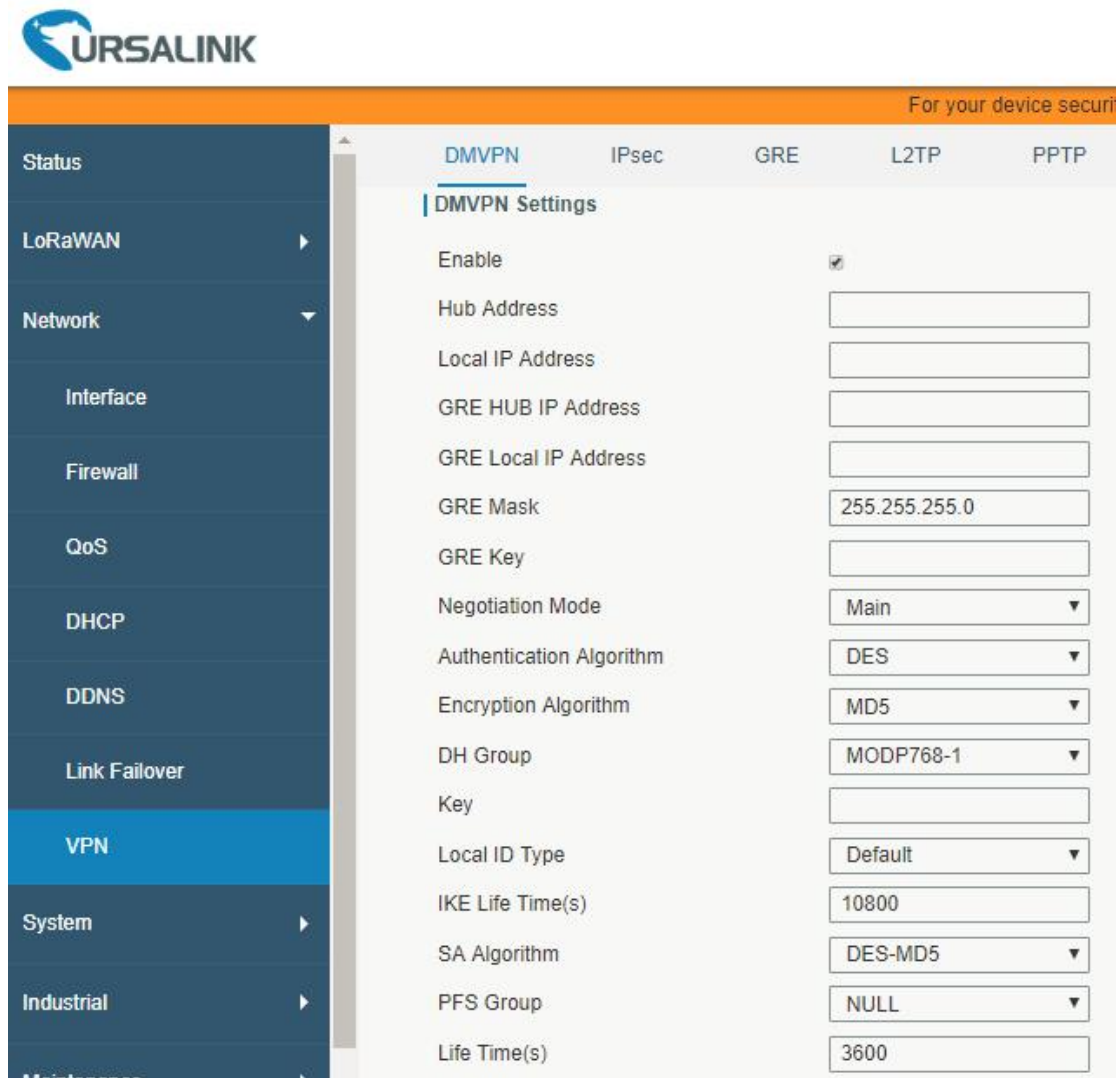 URSALINK
For your device securit
Status
LoRaWAN
Network
Interface
Firewall
QoS
DHCP
DDNS
Link Failover
VPN
System
Industrial
Maintenance
DMVPN IPsec GRE L2TP PPTP
DMVPN Settings
Enable
Hub Address
Local IP Address
GRE HUB IP Address
GRE Local IP Address
GRE Mask 255.255.255.0
GRE Key
Negotiation Mode Main
Authentication Algorithm DES
Encryption Algorithm MD5
DH Group MODP768-1
Key
Local ID Type Default
IKE Life Time(s) 10800
SA Algorithm DES-MD5
PFS Group NULL
Life Time(s) 3600